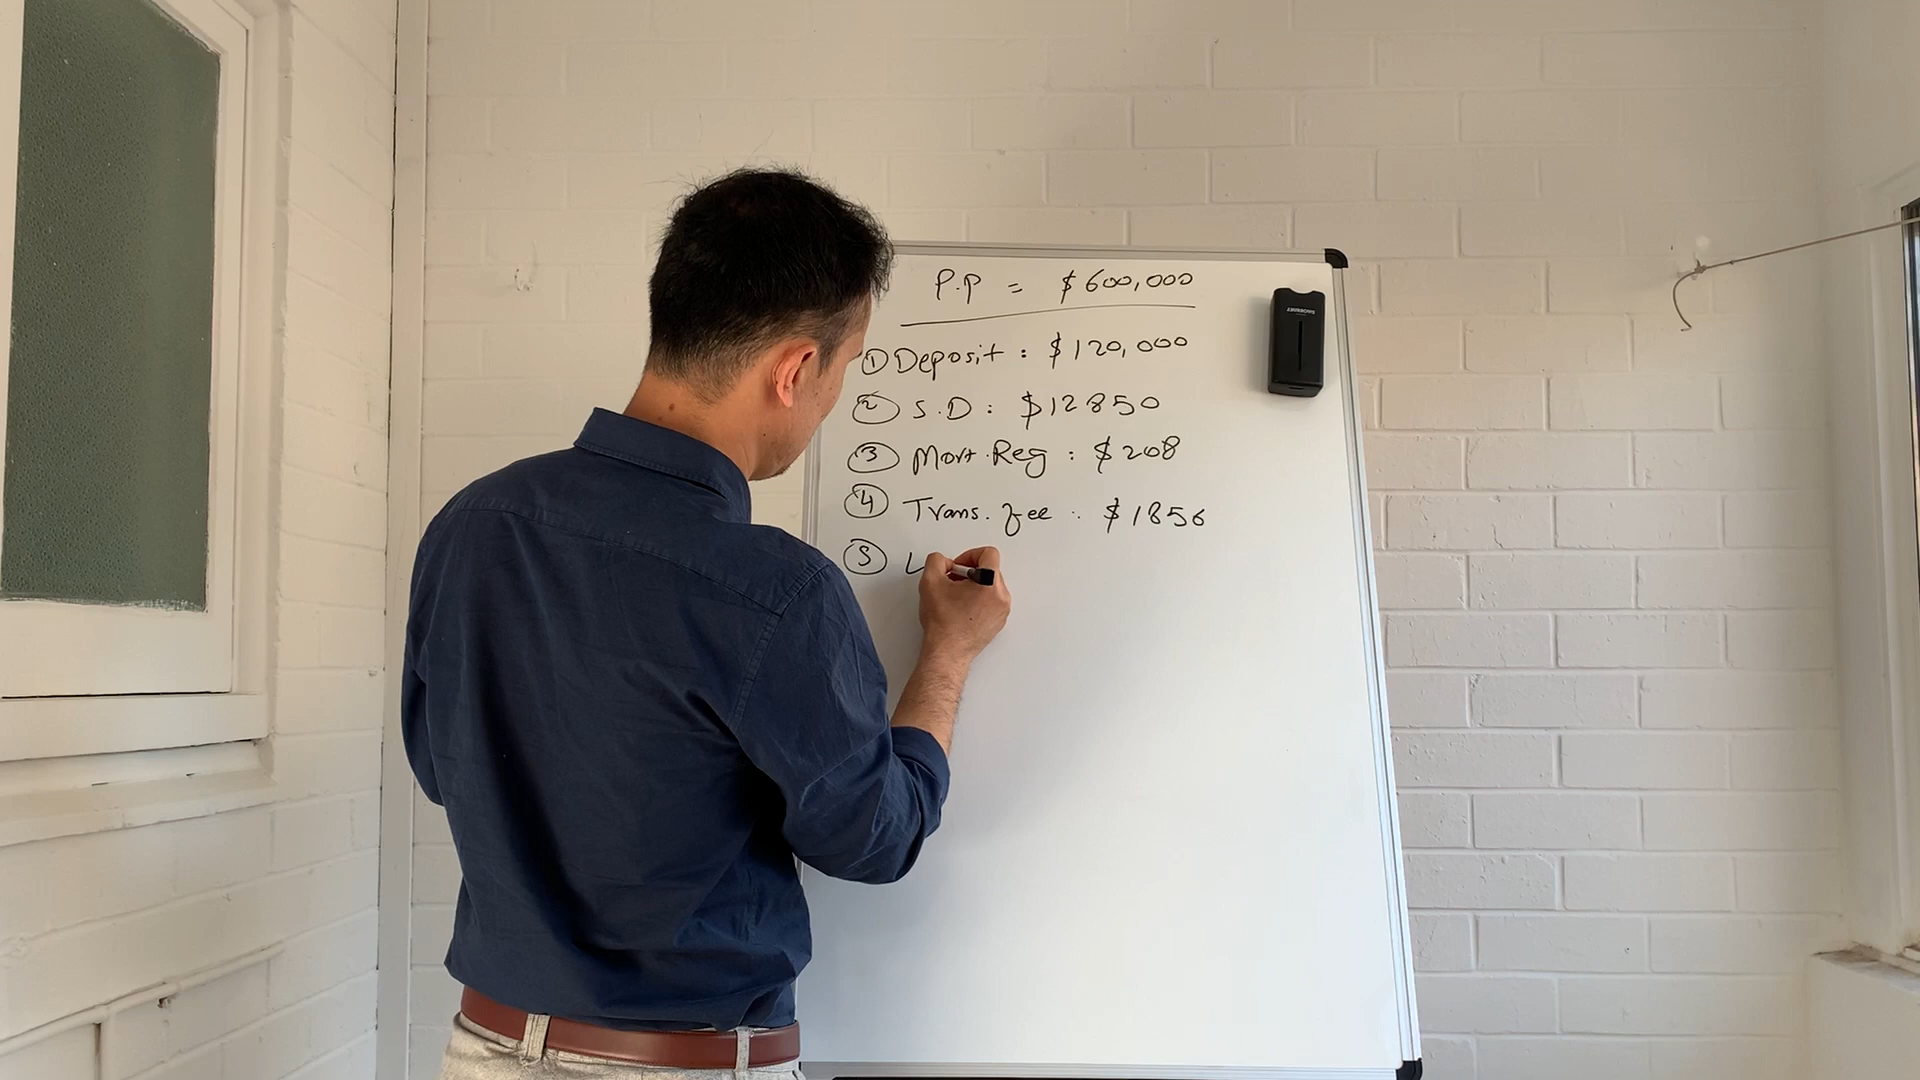 P.P = $600,000
① Deposit : $120,000
② S.D : $12850
③ Mort.Reg : $208
④ Trans. fee : $1856
⑤ L